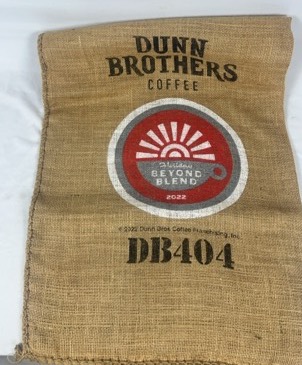 DUNN
BROTHERS
COFFEE
Holiday
BEYOND
BLEND
2022
© 2022 Dunn Bros Coffee Franchising, Inc.
DB404